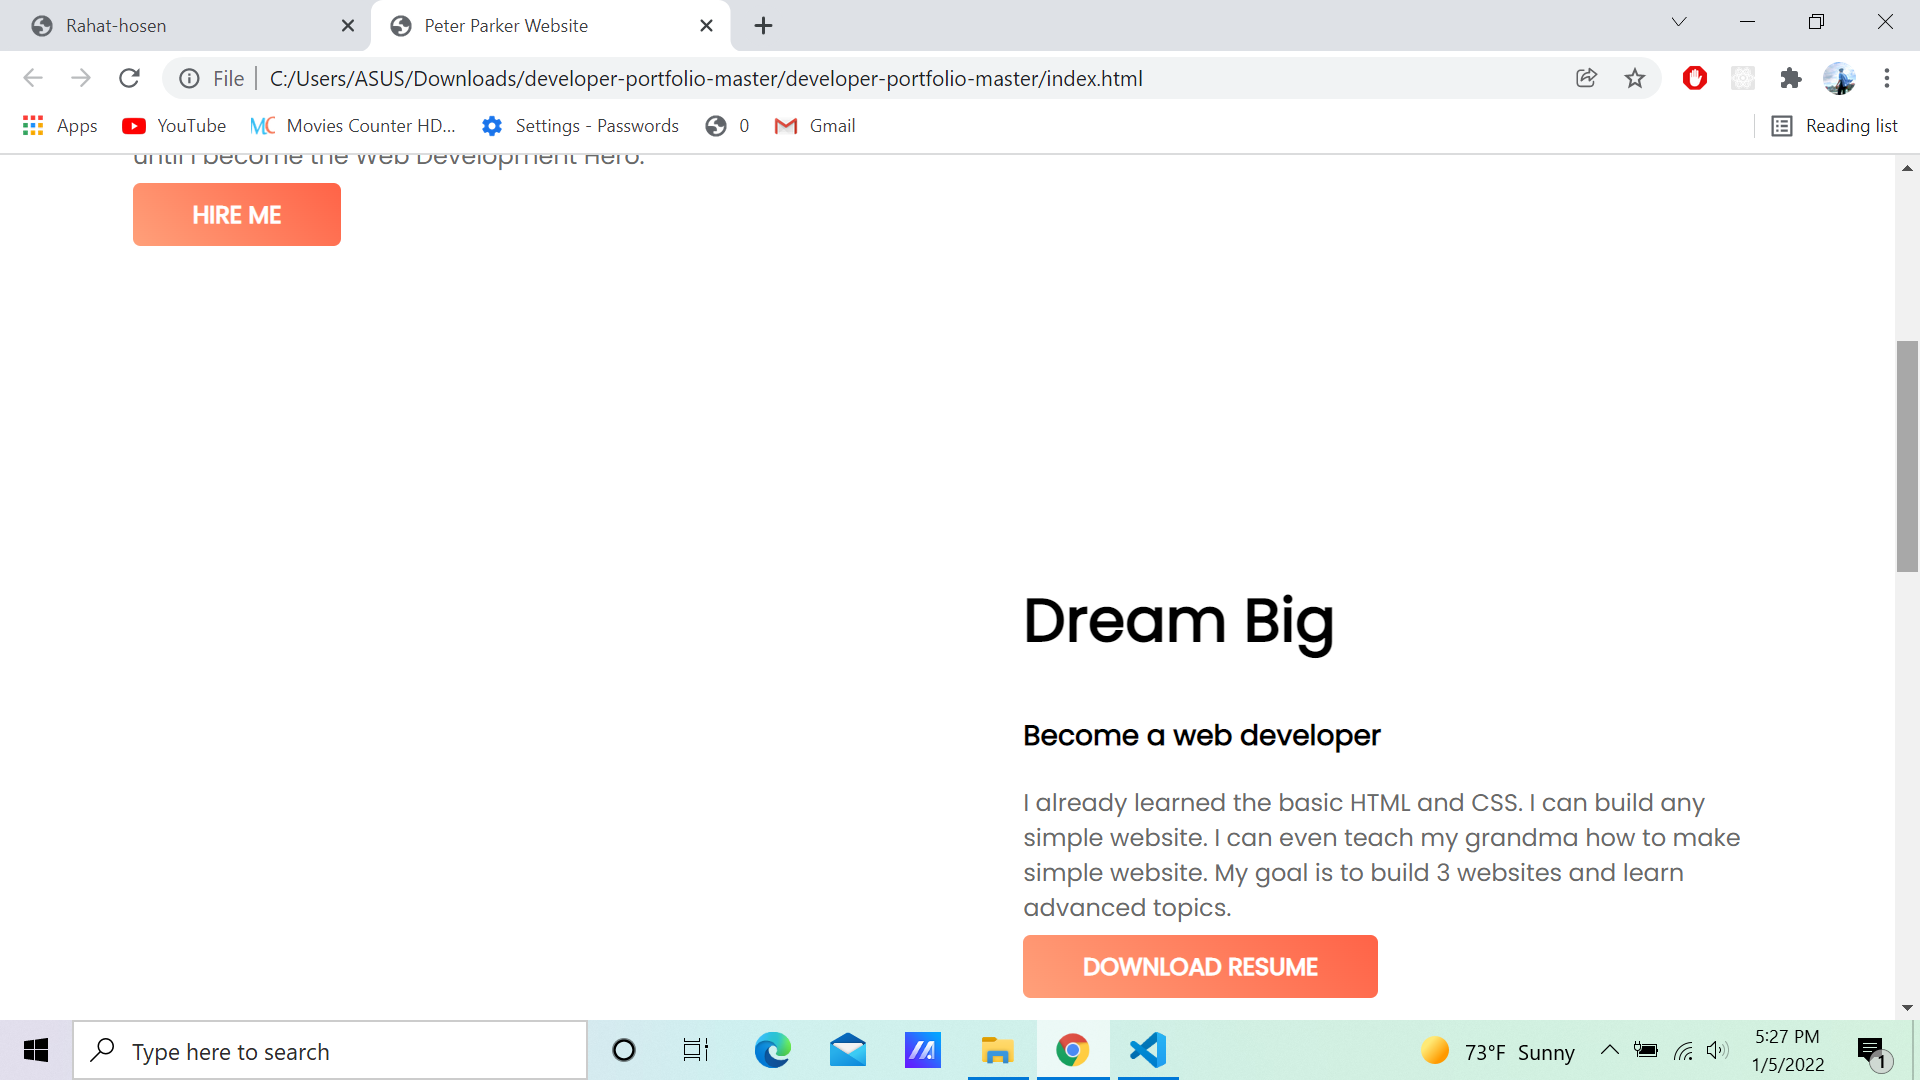 Rahat-hosen
Peter Parker Website
File
C:/Users/ASUS/Downloads/developer-portfolio-master/developer-portfolio-master/index.html
Apps
YouTube
MC
Movies Counter HD...
Settings - Passwords
0
Gmail
Reading list
until I become the Web Development Hero.
HIRE ME
Dream Big
Become a web developer
I already learned the basic HTML and CSS. I can build any
simple website. I can even teach my grandma how to make
simple website. My goal is to build 3 websites and learn
advanced topics.
DOWNLOAD RESUME
Type here to search
73°F Sunny
5:27 PM
1/5/2022
1